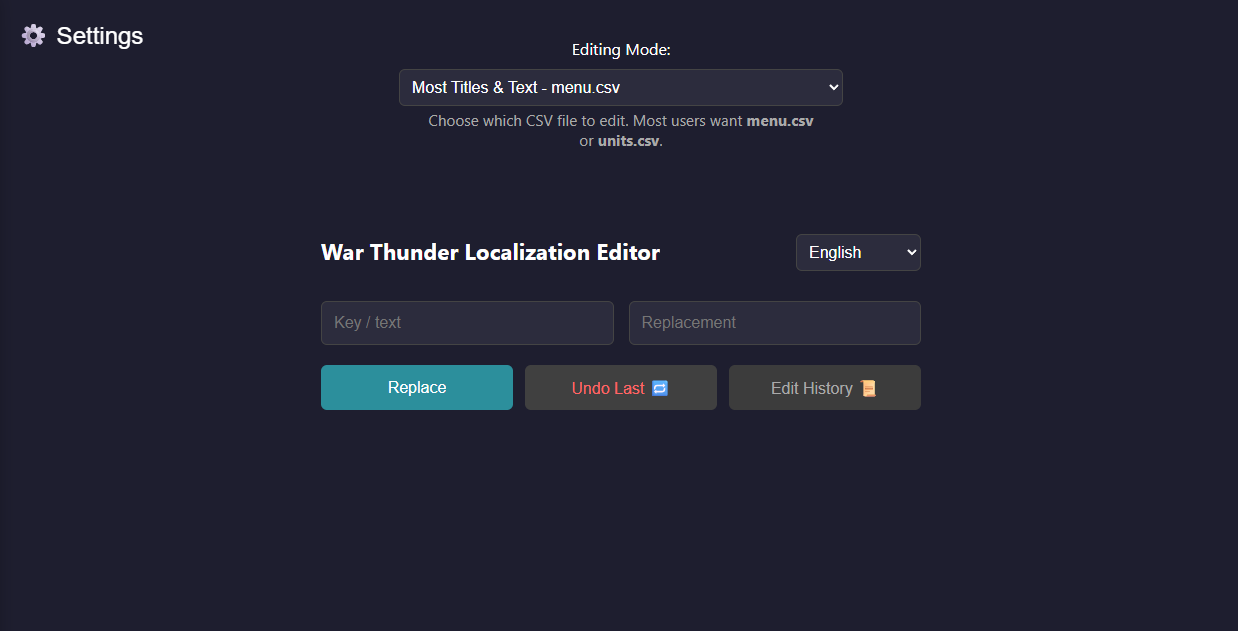 Settings
Editing Mode:
Most Titles & Text - menu.csv
Choose which CSV file to edit. Most users want menu.csv
or units.csv.
War Thunder Localization Editor
English
Key / text
Replacement
Replace
Undo Last 🔁
Edit History 📜